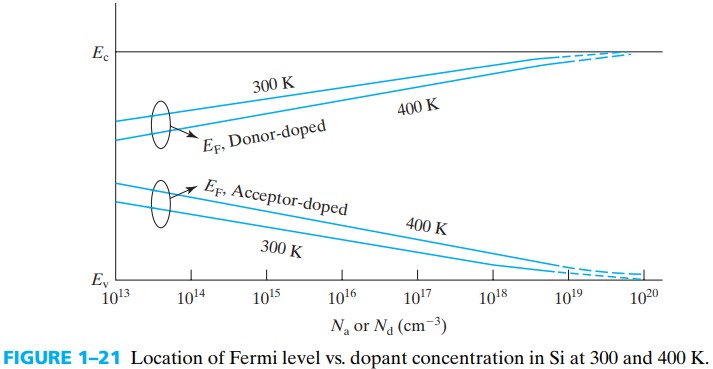 E_c
300 K
400 K
E_F, Donor-doped
E_F, Acceptor-doped
400 K
300 K
E_v
10^13 10^14 10^15 10^16 10^17 10^18 10^19 10^20
N_a or N_d (cm^−3)
FIGURE 1–21 Location of Fermi level vs. dopant concentration in Si at 300 and 400 K.